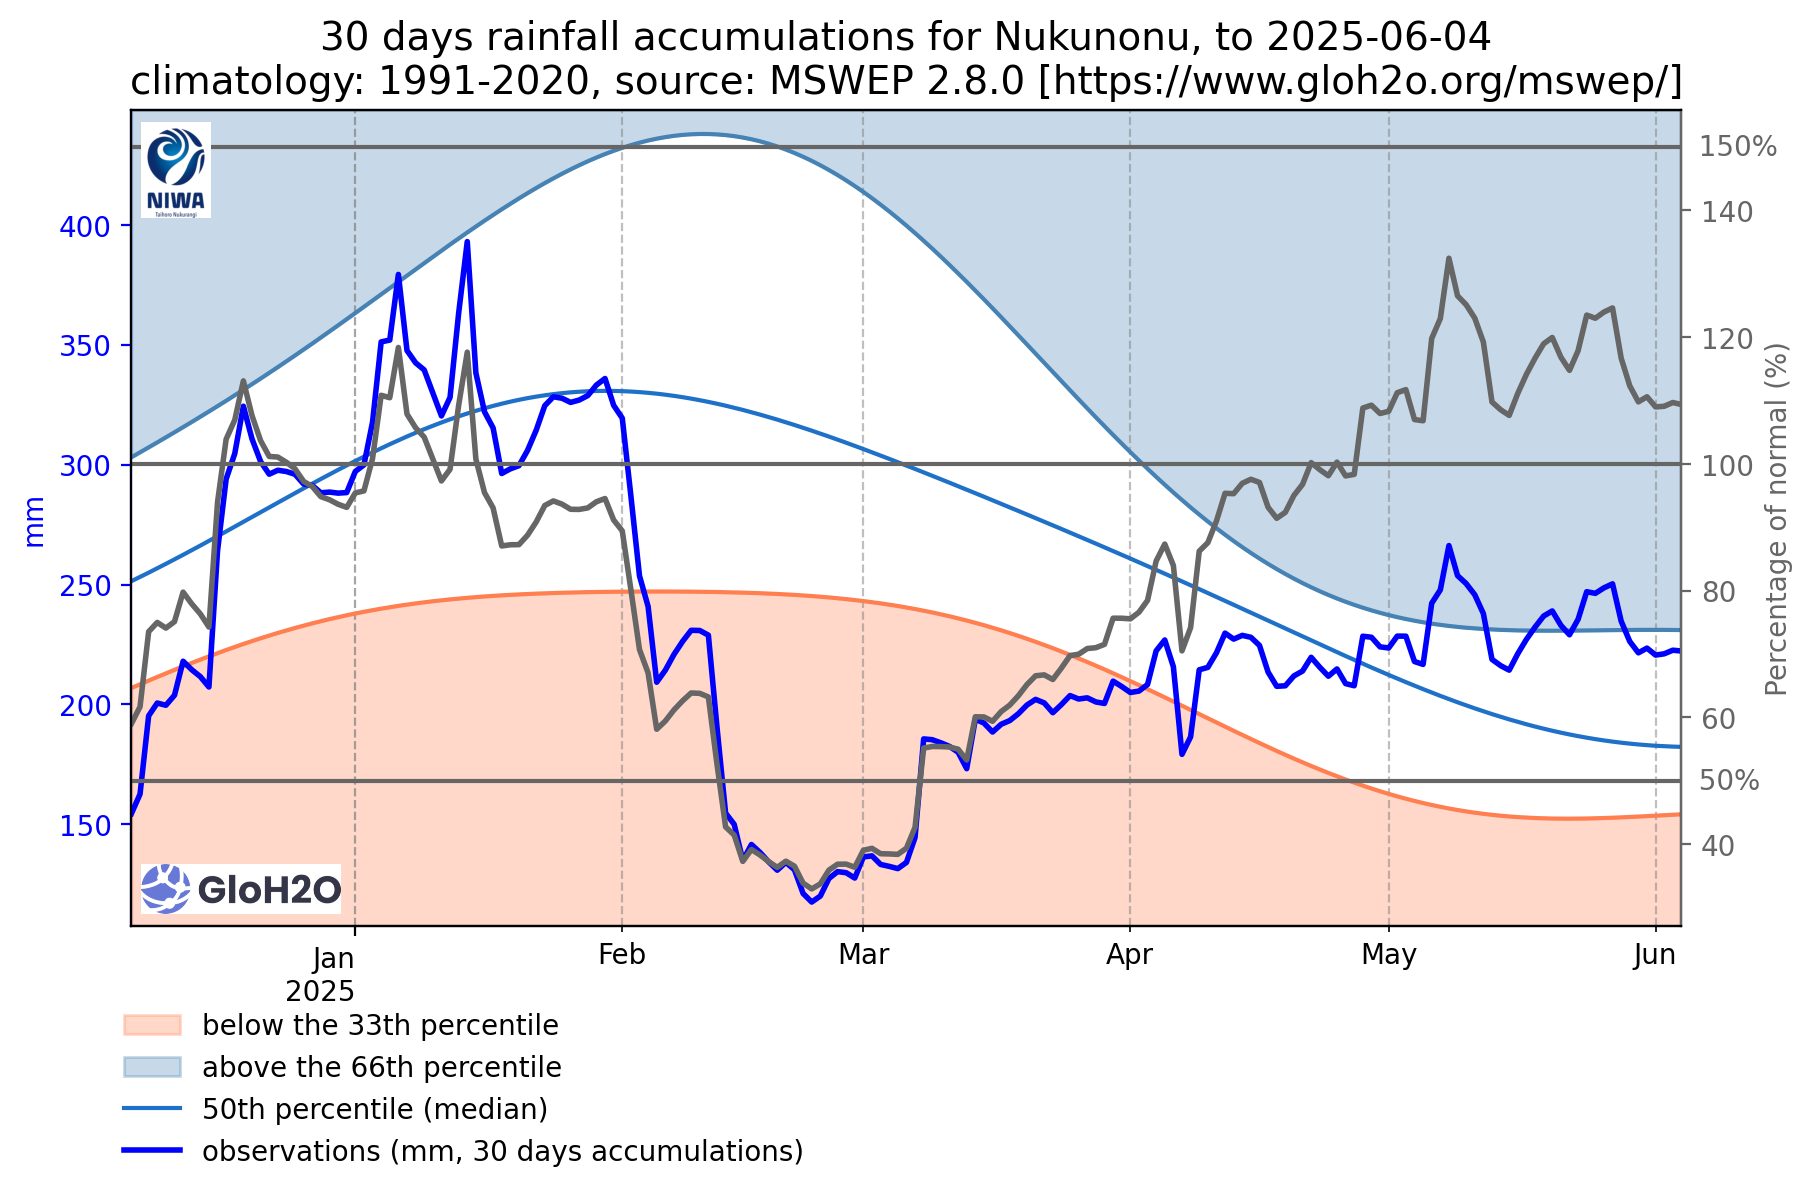 30 days rainfall accumulations for Nukunonu, to 2025-06-04
climatology: 1991-2020, source: MSWEP 2.8.0 [https://www.gloh2o.org/mswep/]
NIWA
Taihoro Nukurangi
400
350
300
250
200
150
mm
150%
140
120
100
80
60
50%
40
Percentage of normal (%)
GloH2O
Jan
2025
Feb
Mar
Apr
May
Jun
below the 33th percentile
above the 66th percentile
50th percentile (median)
observations (mm, 30 days accumulations)